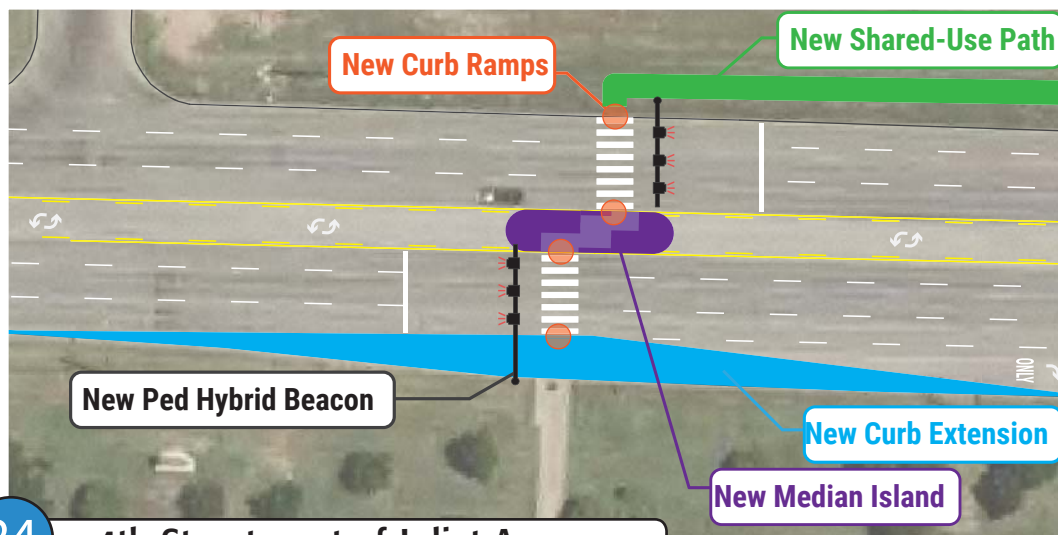 New Shared-Use Path
New Curb Ramps
ONLY
New Ped Hybrid Beacon
New Curb Extension
New Median Island